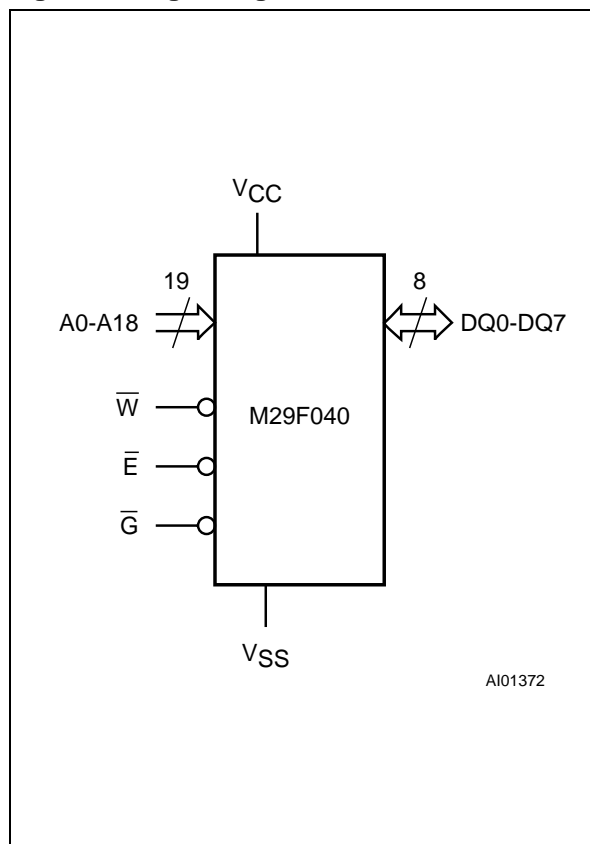 VCC
19
8
A0-A18
DQ0-DQ7
W̅
M29F040
E̅
G̅
VSS
AI01372